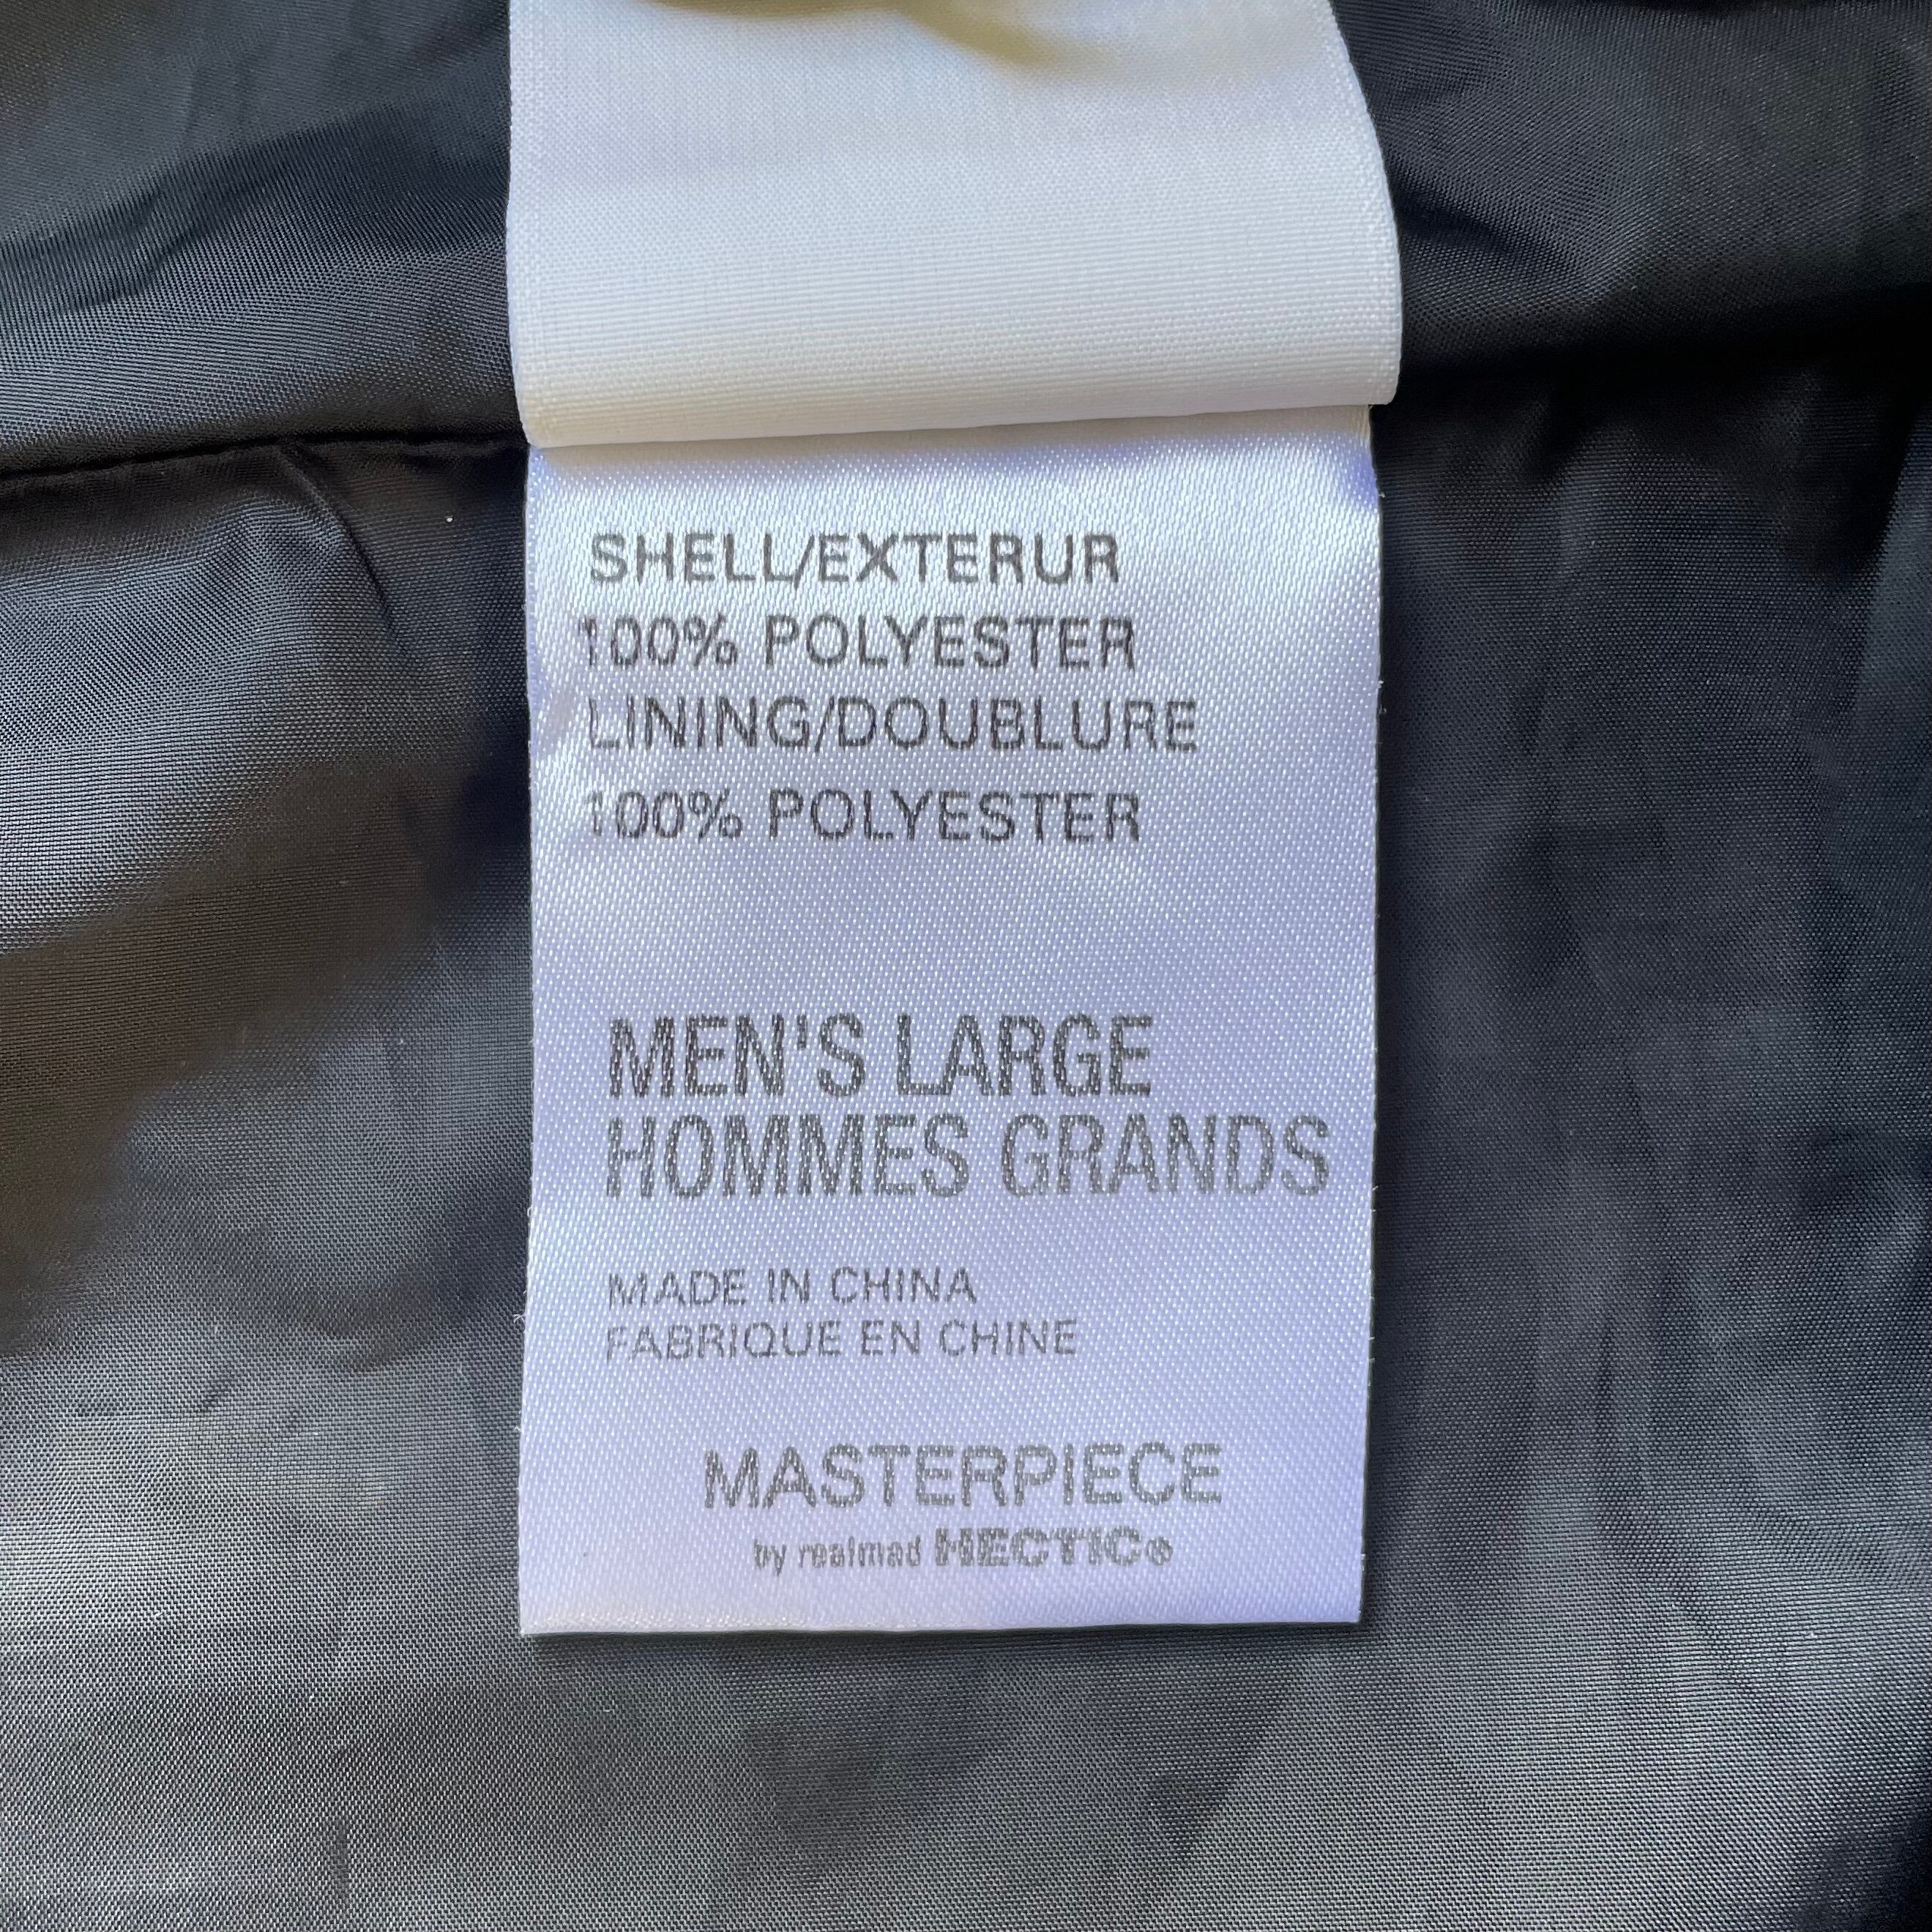 SHELL/EXTERUR
100% POLYESTER
LINING/DOUBLURE
100% POLYESTER
MEN'S LARGE
HOMMES GRANDS
MADE IN CHINA
FABRIQUE EN CHINE
MASTERPIECE
by realmad HECTIC®